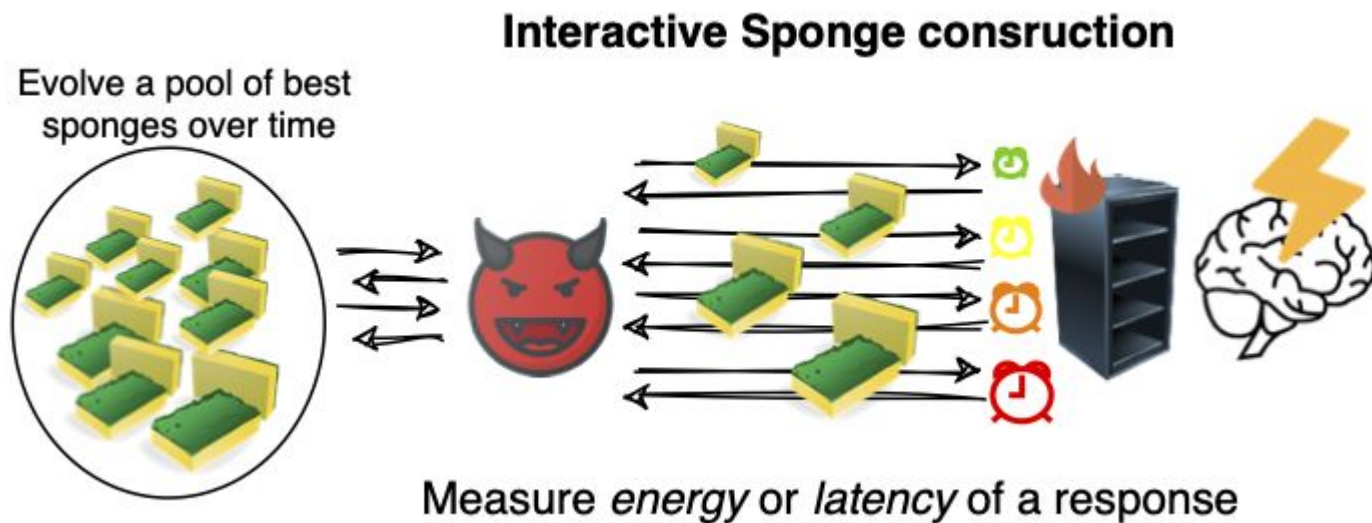 Interactive Sponge consruction
Evolve a pool of best
sponges over time
Measure energy or latency of a response